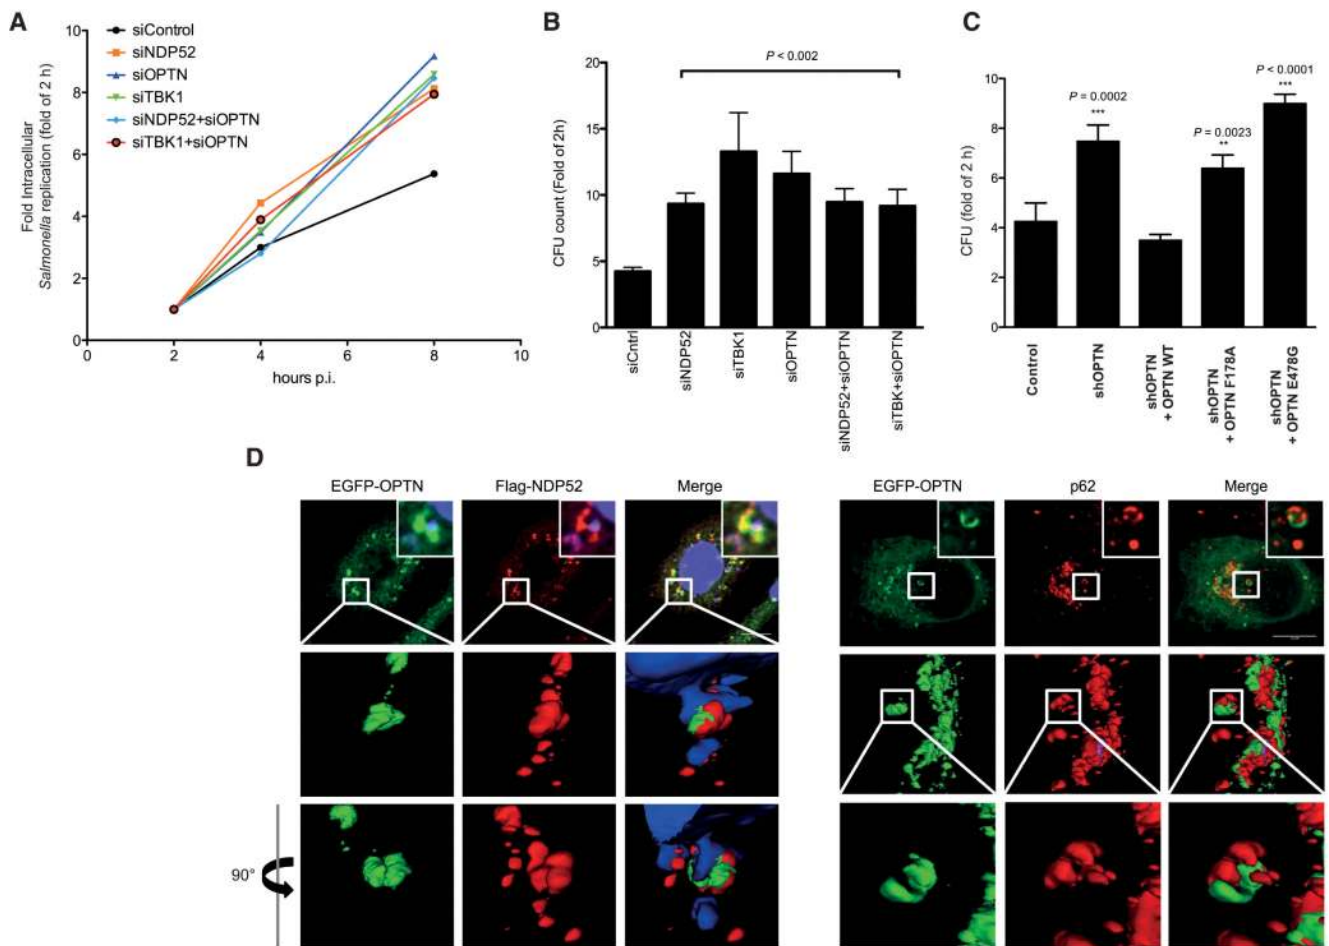 A
Fold Intracellular
Salmonella replication (fold of 2 h)
10
8
6
4
2
0
0
2
4
6
8
10
hours p.i.
siControl
siNDP52
siOPTN
siTBK1
siNDP52+siOPTN
siTBK1+siOPTN
B
P < 0.002
CFU count (Fold of 2h)
20
15
10
5
0
siCntrl
siNDP52
siTBK1
siOPTN
siNDP52+siOPTN
siTBK+siOPTN
C
CFU (fold of 2 h)
10
8
6
4
2
0
P = 0.0002
***
P = 0.0023
**
P < 0.0001
***
Control
shOPTN
shOPTN
+ OPTN WT
shOPTN
+ OPTN F178A
shOPTN
+ OPTN E478G
D
EGFP-OPTN
Flag-NDP52
Merge
EGFP-OPTN
p62
Merge
90°